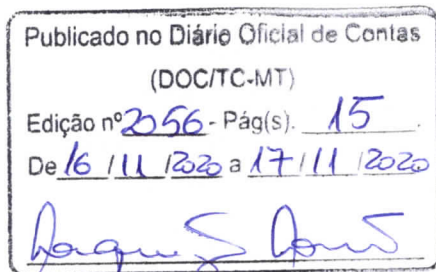 Publicado no Diário Oficial de Contas
(DOC/TC-MT)
Edição nº 2056 - Pág(s). 15.
De 16 / 11 / 2020 a 17 / 11 / 2020